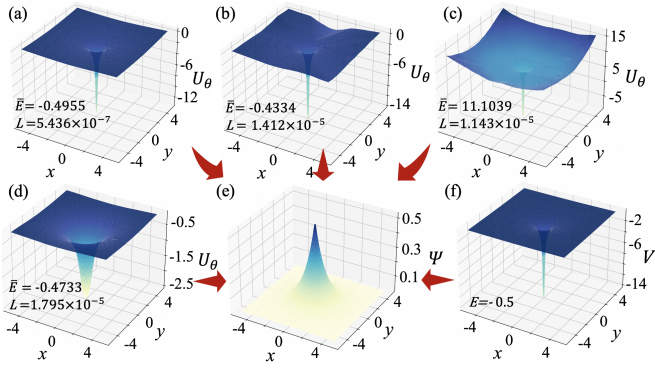 (a)
0
-6
-12
U_θ
Ē = -0.4955
L = 5.436×10⁻⁷
-4
0
4
x
-4
0
4
y
(b)
0
-6
-14
U_θ
Ē = -0.4334
L = 1.412×10⁻⁵
-4
0
4
x
-4
0
4
y
(c)
15
5
-5
U_θ
Ē = 11.1039
L = 1.143×10⁻⁵
-4
0
4
x
-4
0
4
y
(d)
-0.5
-1.5
-2.5
U_θ
Ē = -0.4733
L = 1.795×10⁻⁵
-4
0
4
x
-4
0
4
y
(e)
0.5
0.3
0.1
Ψ
-4
0
4
x
-4
0
4
y
(f)
-2
-6
-14
V
E=-0.5
-4
0
4
x
-4
0
4
y